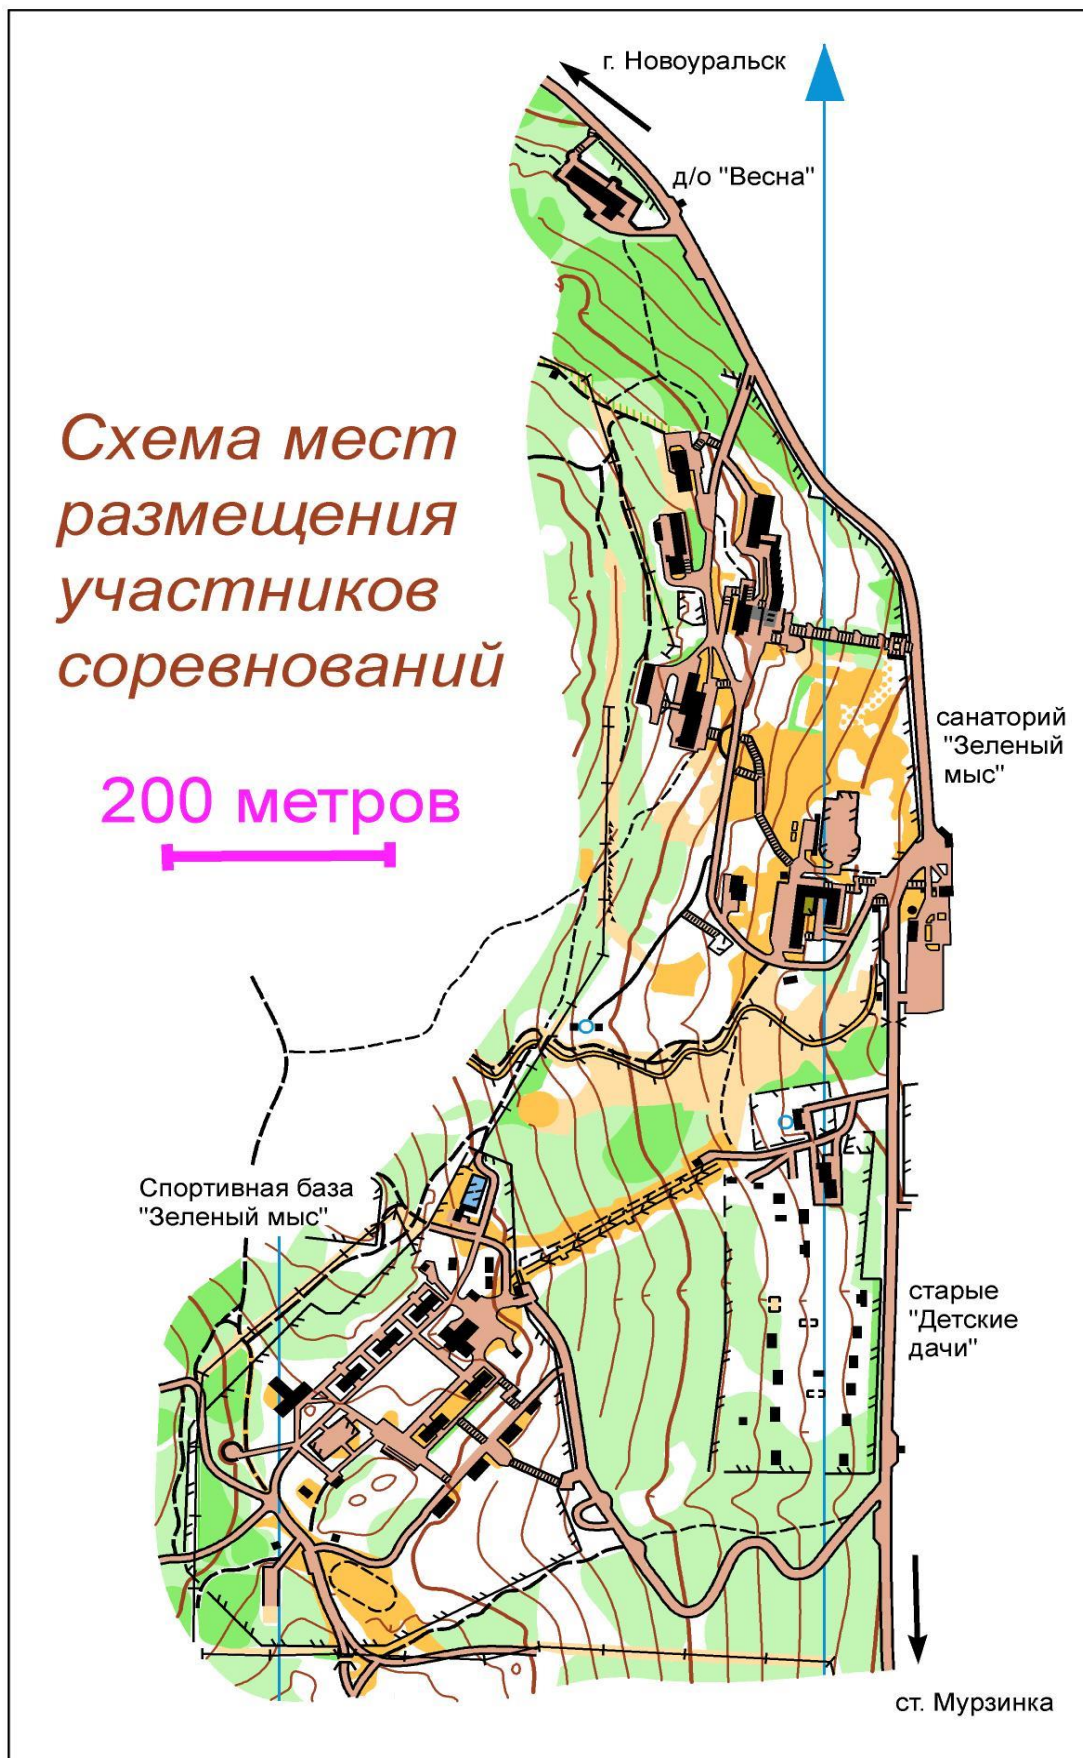 г. Новоуральск
д/о "Весна"
Схема мест
размещения
участников
соревнований
санаторий
"Зеленый
мыс"
200 метров
Спортивная база
"Зеленый мыс"
старые
"Детские
дачи"
ст. Мурзинка